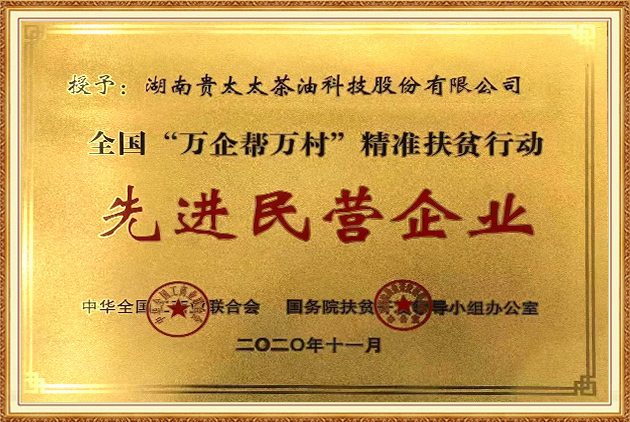 授予：湖南贵太太茶油科技股份有限公司
全国“万企帮万村”精准扶贫行动
先进民营企业
中华全国 联合会 国务院扶贫 导小组办公室
二〇二〇年十一月